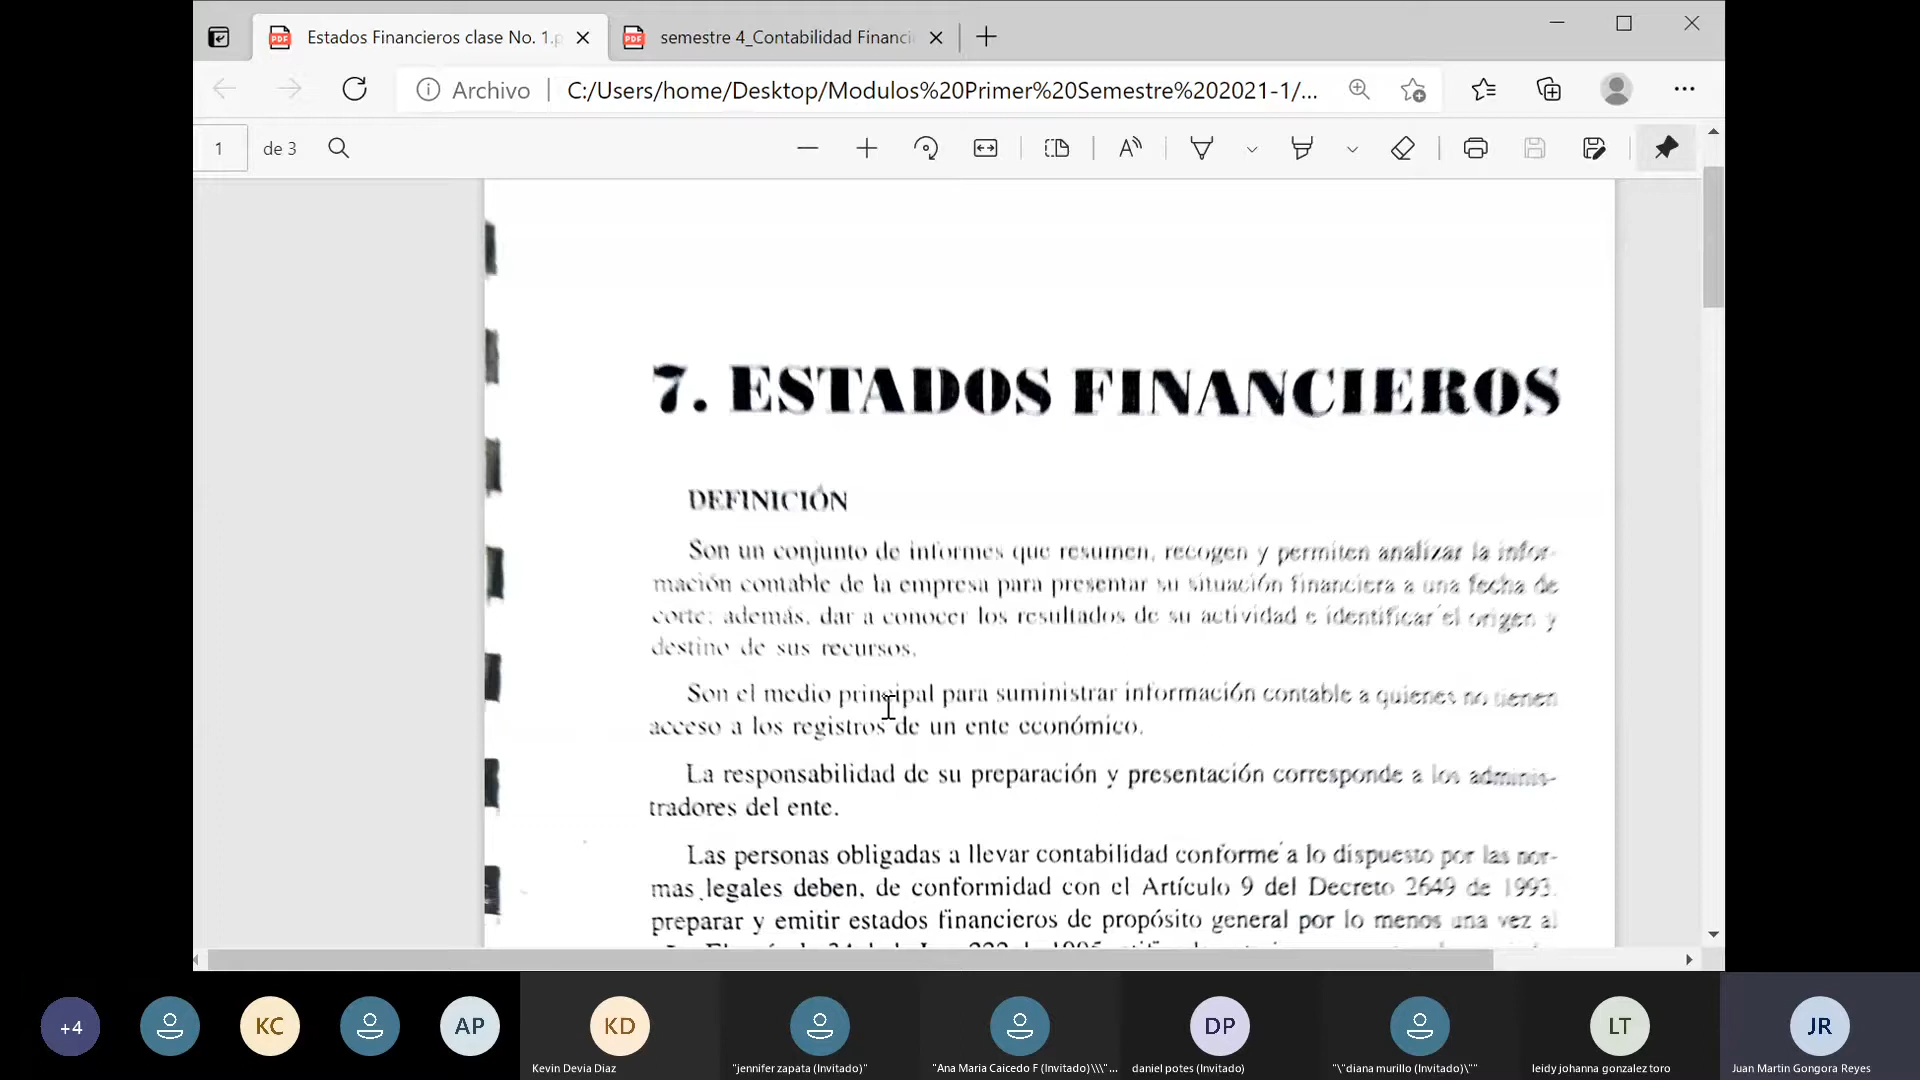 Estados Financieros clase No. 1.p
semestre 4_Contabilidad Financi
Archivo
C:/Users/home/Desktop/Modulos%20Primer%20Semestre%202021-1/...
1 de 3
7. ESTADOS FINANCIEROS
DEFINICIÓN
Son un conjunto de informes que resumen, recogen y permiten analizar la infor-
mación contable de la empresa para presentar su situación financiera a una fecha de
corte; además, dar a conocer los resultados de su actividad e identificar el origen y
destino de sus recursos.
Son el medio principal para suministrar información contable a quienes no tienen
acceso a los registros de un ente económico.
La responsabilidad de su preparación y presentación corresponde a los adminis-
tradores del ente.
Las personas obligadas a llevar contabilidad conforme a lo dispuesto por las nor-
mas legales deben, de conformidad con el Artículo 9 del Decreto 2649 de 1993,
preparar y emitir estados financieros de propósito general por lo menos una vez al
+4
KC
AP
KD
DP
LT
JR
Kevin Devia Diaz
"jennifer zapata (Invitado)"
"Ana Maria Caicedo F (Invitado)\\\"...
daniel potes (Invitado)
"\"diana murillo (Invitado)\""
leidy johanna gonzalez toro
Juan Martin Gongora Reyes